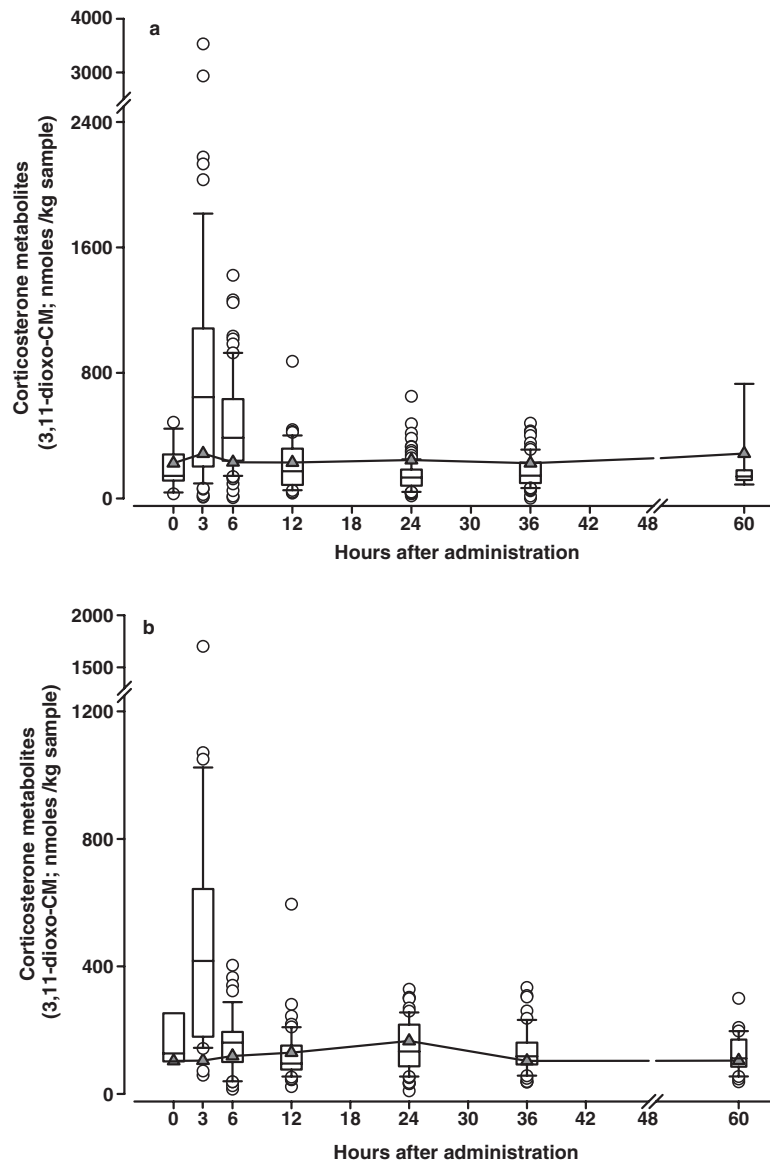 a
4000
3000
2400
1600
800
0
Corticosterone metabolites
(3,11-dioxo-CM; nmoles /kg sample)
0 3 6 12 18 24 30 36 42 48 60
Hours after administration
b
2000
1500
1200
800
400
0
Corticosterone metabolites
(3,11-dioxo-CM; nmoles /kg sample)
0 3 6 12 18 24 30 36 42 48 60
Hours after administration